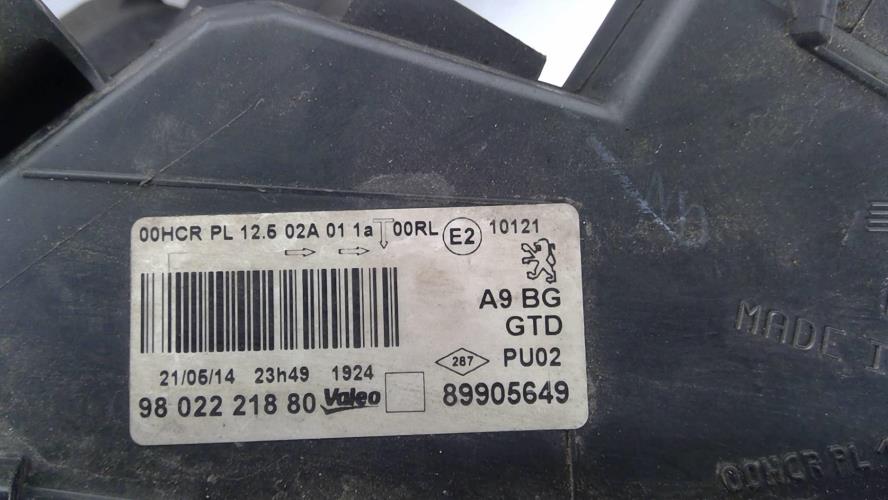 00HCR PL 12.5 02A 01 1a 00RL E2 10121
A9 BG
GTD
287 PU02
21/05/14 23h49 1924
98 022 218 80 Valeo 89905649
MADE I
00HCR PL 1